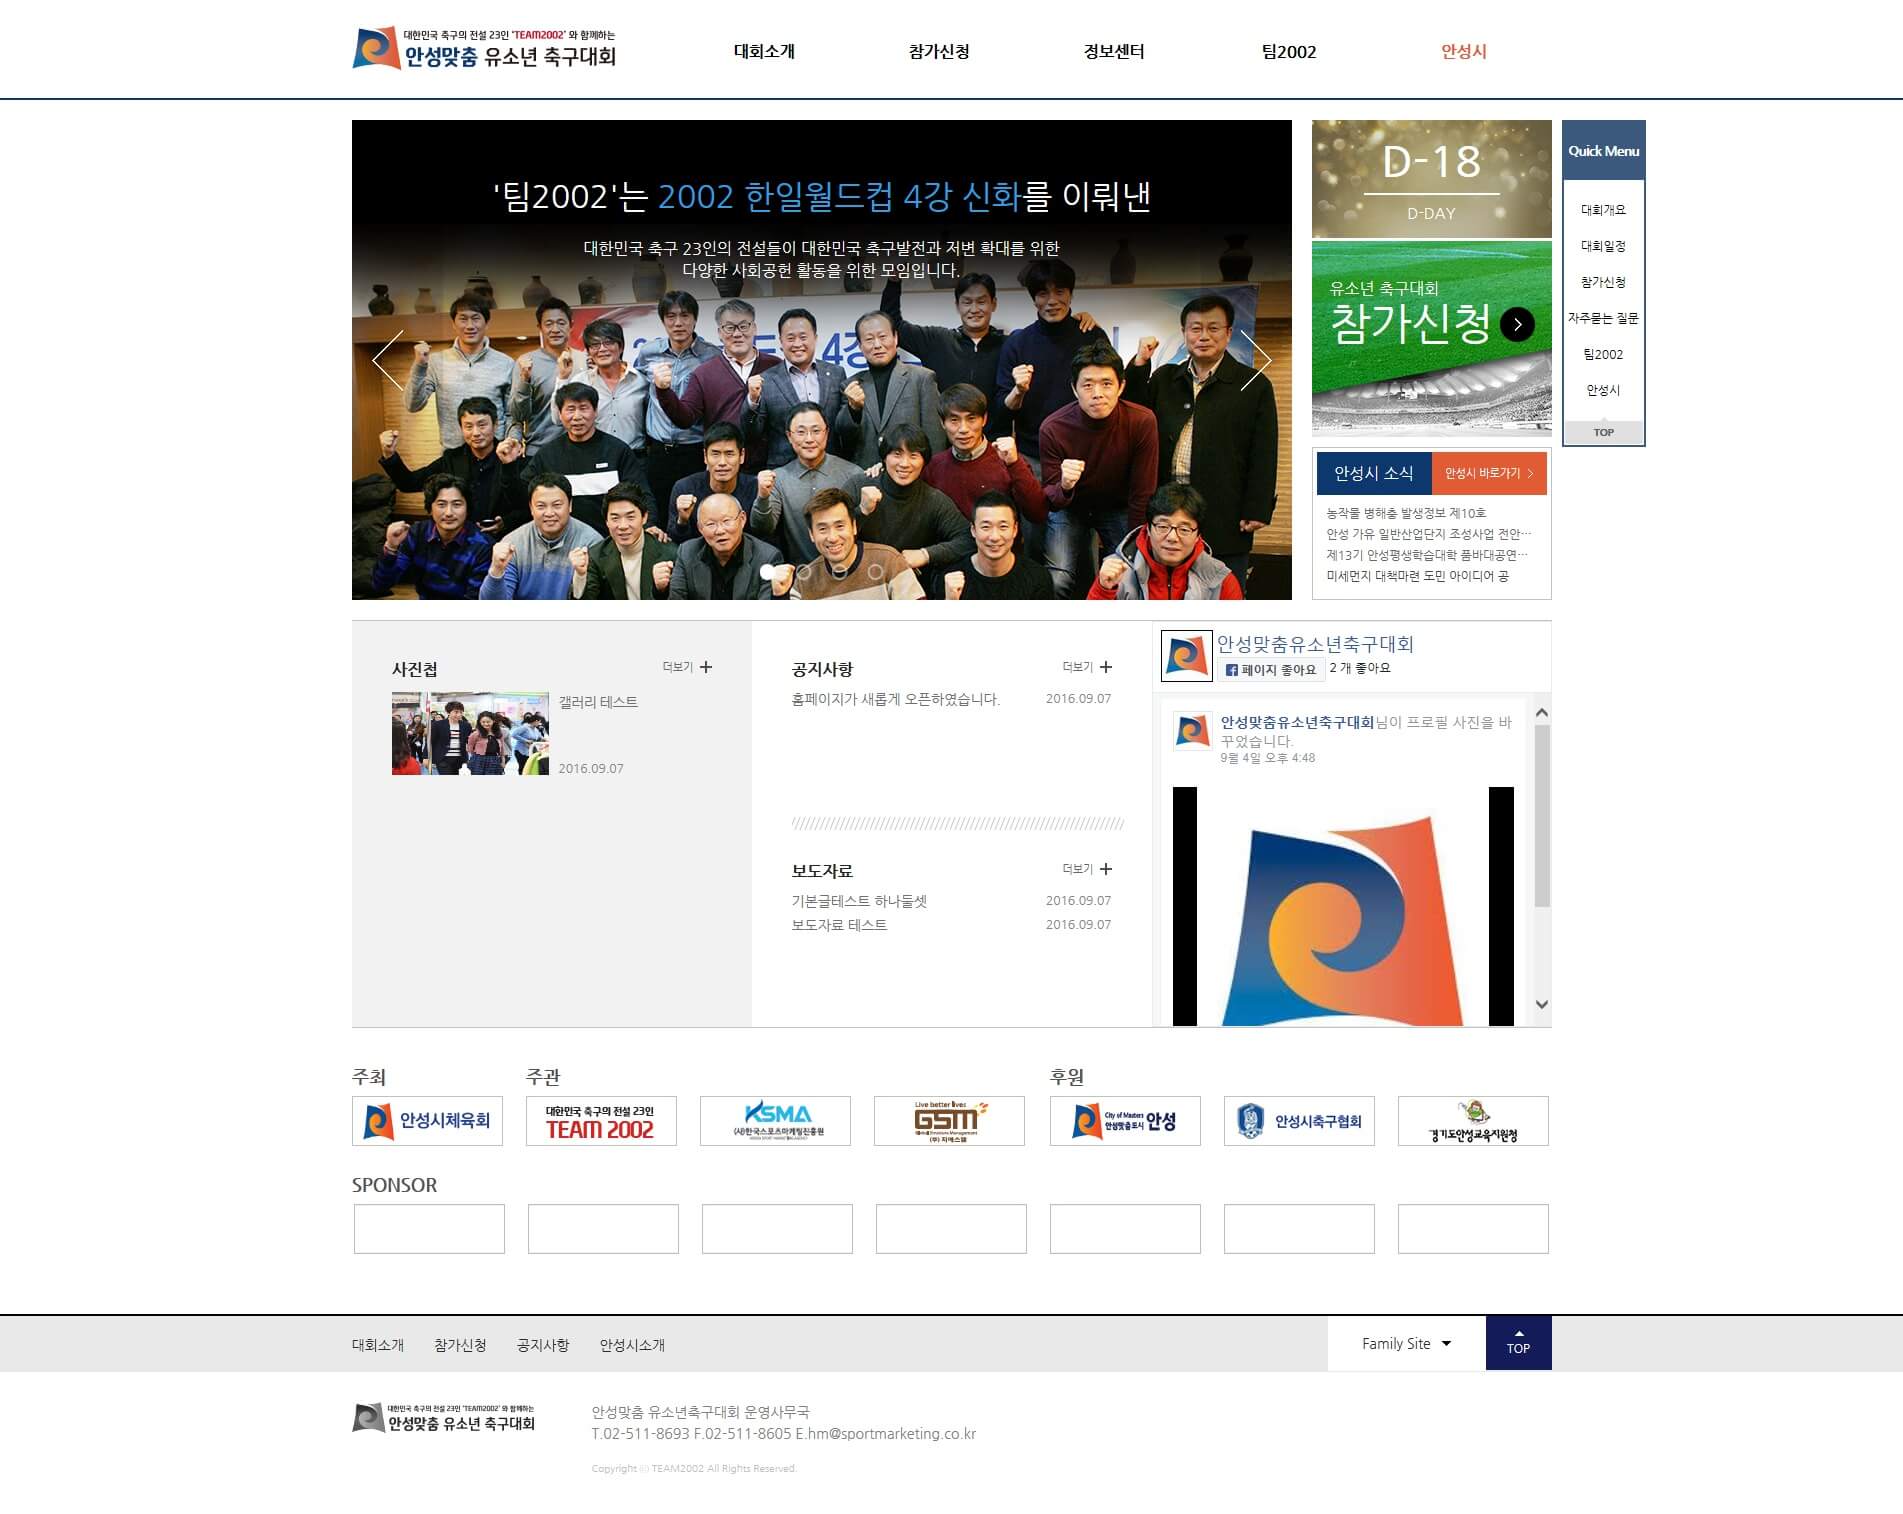 대한민국 축구의 전설 23인 'TEAM2002' 와 함께하는
안성맞춤 유소년 축구대회
대회소개
참가신청
경보센터
팀2002
안성시
'팀2002'는 2002 한일월드컵 4강 신화를 이뤄낸
대한민국 축구 23인의 전설들이 대한민국 축구발전과 저변 확대를 위한
다양한 사회공헌 활동을 위한 모임입니다.
D-18
D-DAY
유소년 축구대회
참가신청
안성시 소식
안성시 바로가기
농작물 병해충 발생정보 제10호
안성 가유 일반산업단지 조성사업 전안…
제13기 안성평생학습대학 품바대공연…
미세먼지 대책마련 도민 아이디어 공
Quick Menu
대회개요
대회일정
참가신청
자주묻는 질문
팀2002
안성시
TOP
사진첩
더보기
갤러리 테스트
2016.09.07
공지사항
더보기
홈페이지가 새롭게 오픈하였습니다.
2016.09.07
보도자료
더보기
기본글테스트 하나둘셋
2016.09.07
보도자료 테스트
2016.09.07
안성맞춤유소년축구대회
페이지 좋아요
2 개 좋아요
안성맞춤유소년축구대회님이 프로필 사진을 바
꾸었습니다.
9월 4일 오후 4:48
주최
주관
후원
안성시체육회
대한민국 축구의 전설 23인
TEAM 2002
KSMA
(사)한국스포츠마케팅진흥원
Live better lives
GSM
(주) 지에스엠
City of Masters
안성맞춤도시
안성
안성시축구협회
경기도안성교육지원청
SPONSOR
대회소개
참가신청
공지사항
안성시소개
Family Site
TOP
대한민국 축구의 전설 23인 'TEAM2002' 와 함께하는
안성맞춤 유소년 축구대회
안성맞춤 유소년축구대회 운영사무국
T.02-511-8693 F.02-511-8605 E.hm@sportmarketing.co.kr
Copyright ⓒ TEAM2002 All Rights Reserved.